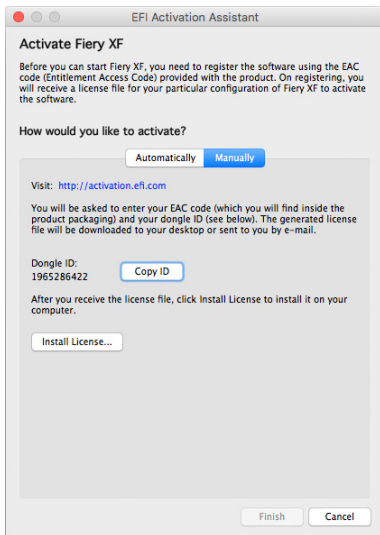 EFI Activation Assistant
Activate Fiery XF
Before you can start Fiery XF, you need to register the software using the EAC
code (Entitlement Access Code) provided with the product. On registering, you
will receive a license file for your particular configuration of Fiery XF to activate
the software.
How would you like to activate?
Automatically Manually
Visit: http://activation.efi.com
You will be asked to enter your EAC code (which you will find inside the
product packaging) and your dongle ID (see below). The generated license
file will be downloaded to your desktop or sent to you by e-mail.
Dongle ID:
1965286422 Copy ID
After you receive the license file, click Install License to install it on your
computer.
Install License...
Finish Cancel